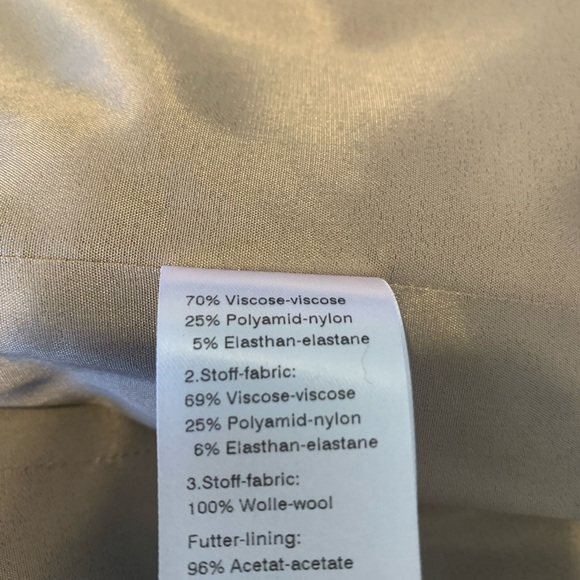 70% Viscose-viscose
25% Polyamid-nylon
5% Elasthan-elastane
2.Stoff-fabric:
69% Viscose-viscose
25% Polyamid-nylon
6% Elasthan-elastane
3.Stoff-fabric:
100% Wolle-wool
Futter-lining:
96% Acetat-acetate